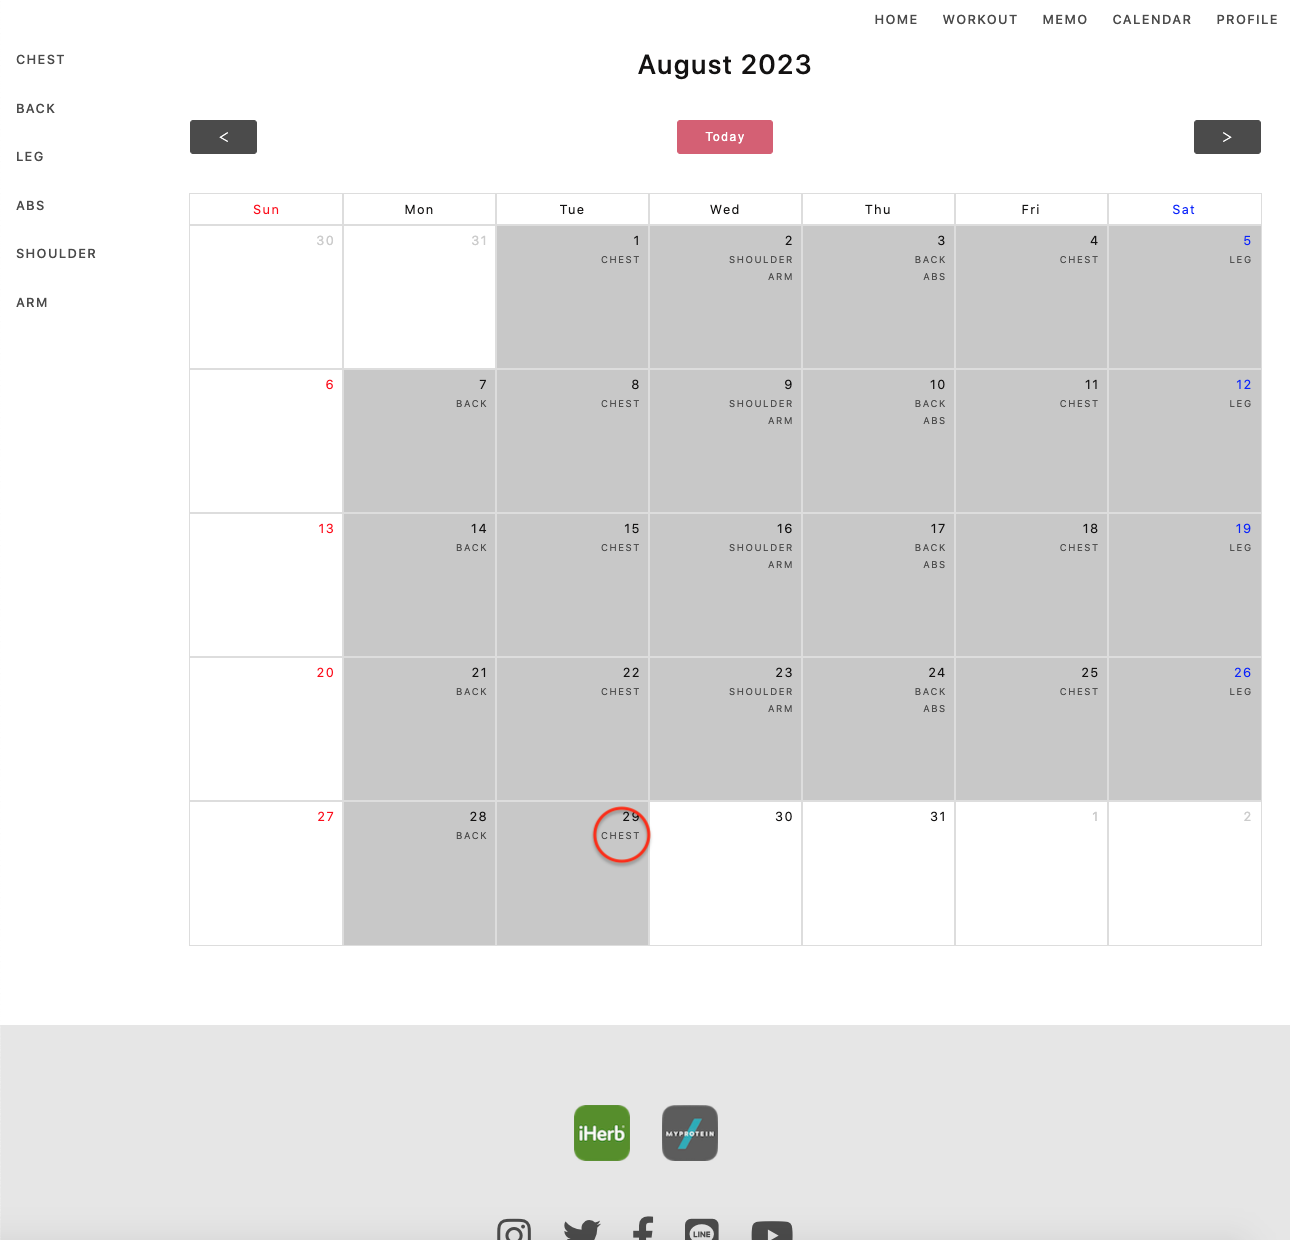 HOME WORKOUT MEMO CALENDAR PROFILE
CHEST
BACK
LEG
ABS
SHOULDER
ARM
August 2023
< Today >
Sun Mon Tue Wed Thu Fri Sat
30 31 1 2 3 4 5
CHEST SHOULDER BACK CHEST LEG
ARM ABS
6 7 8 9 10 11 12
BACK CHEST SHOULDER BACK CHEST LEG
ARM ABS
13 14 15 16 17 18 19
BACK CHEST SHOULDER BACK CHEST LEG
ARM ABS
20 21 22 23 24 25 26
BACK CHEST SHOULDER BACK CHEST LEG
ARM ABS
27 28 29 30 31 1 2
BACK CHEST
iHerb MYPROTEIN
LINE